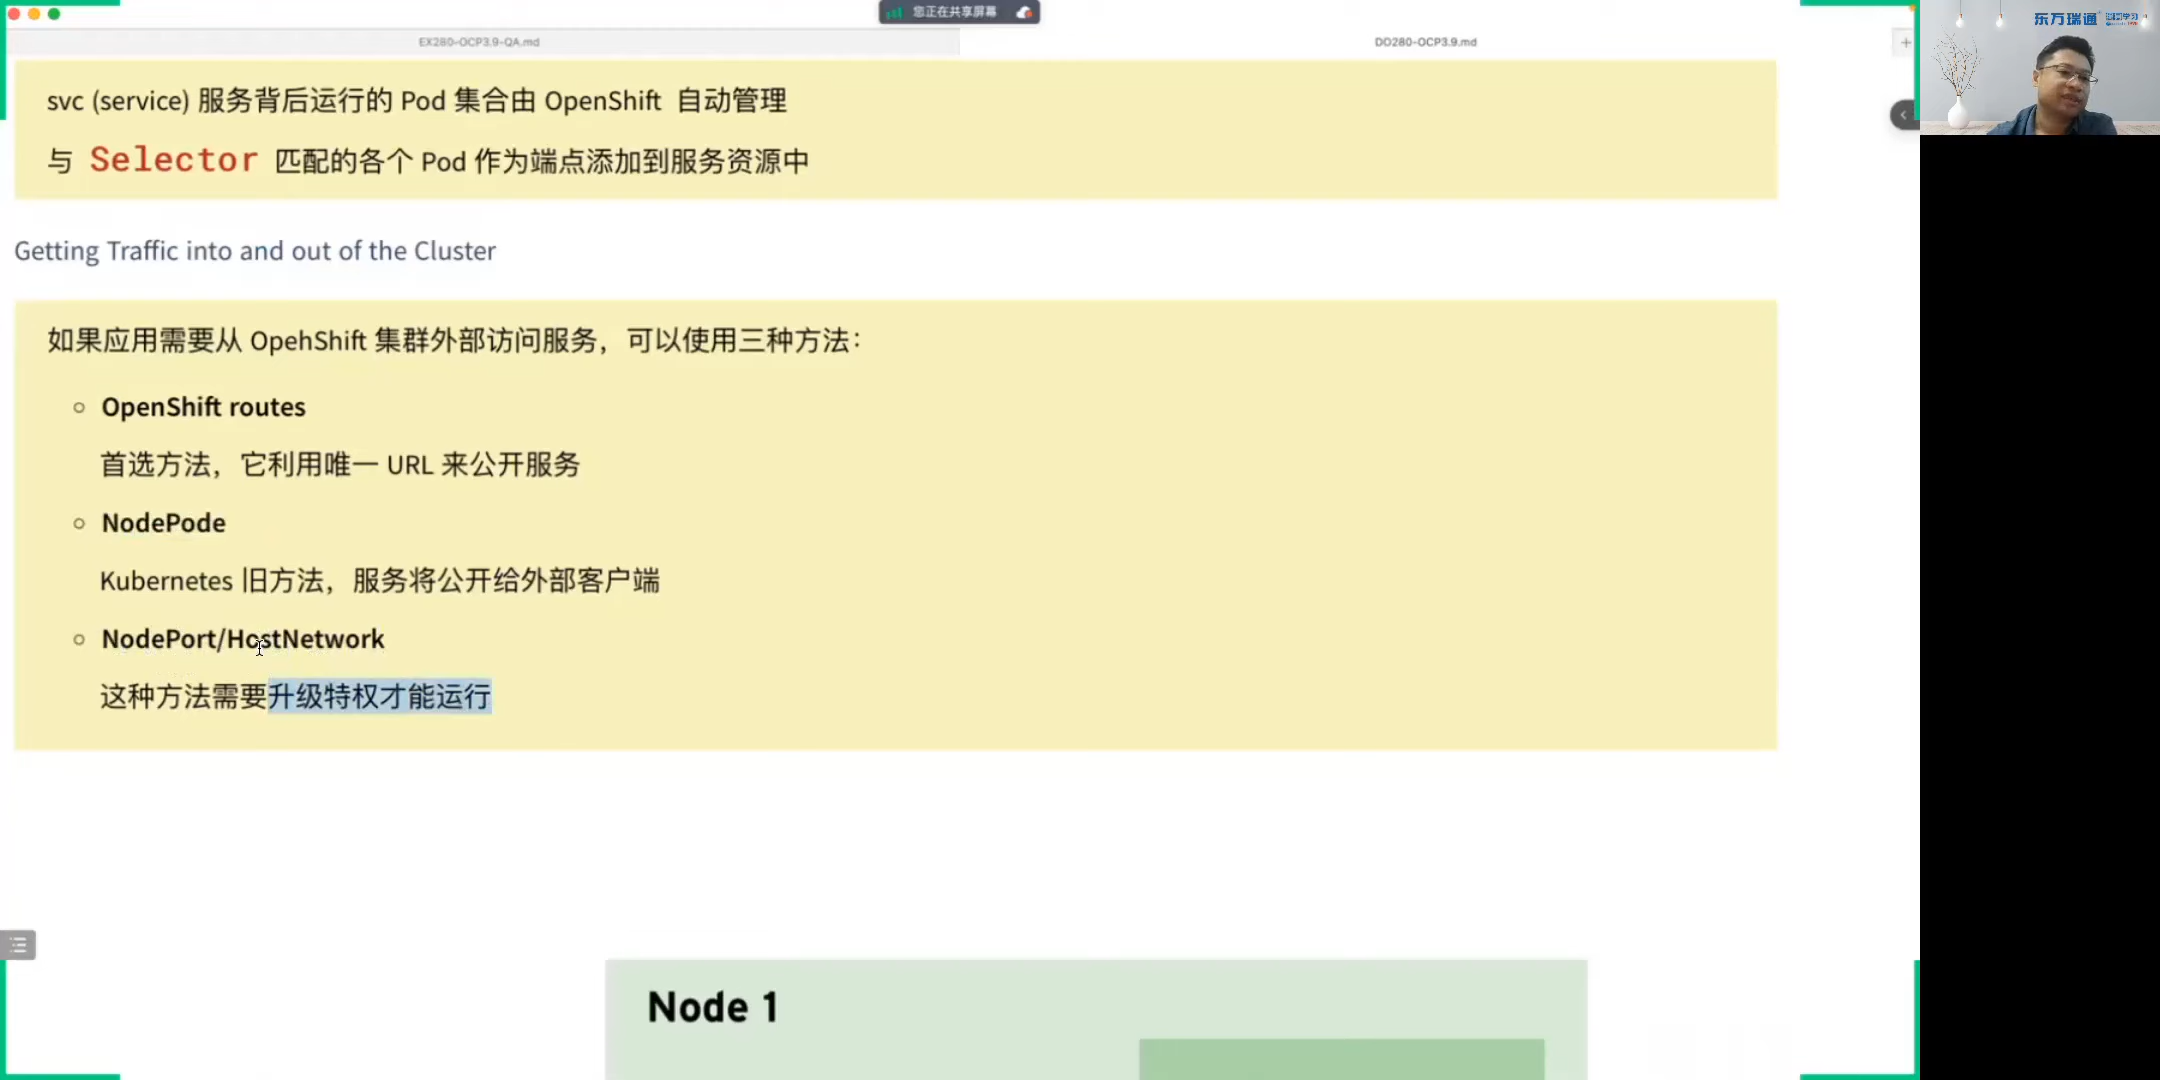 您正在共享屏幕
EX280-OCP3.9-QA.md
DO280-OCP3.9.md
东方瑞通
svc (service) 服务背后运行的 Pod 集合由 OpenShift 自动管理
与 Selector 匹配的各个 Pod 作为端点添加到服务资源中
Getting Traffic into and out of the Cluster
如果应用需要从 OpehShift 集群外部访问服务，可以使用三种方法：
OpenShift routes
首选方法，它利用唯一 URL 来公开服务
NodePode
Kubernetes 旧方法，服务将公开给外部客户端
NodePort/HostNetwork
这种方法需要升级特权才能运行
Node 1